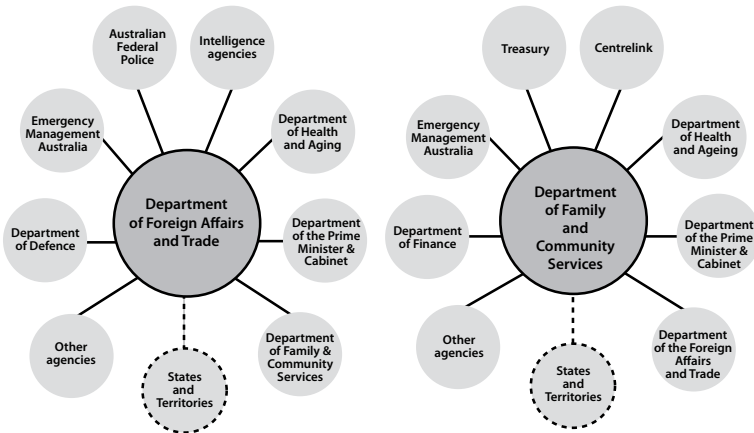 Australian
Federal
Police
Intelligence
agencies
Emergency
Management
Australia
Department
of Health
and Aging
Department
of Foreign Affairs
and Trade
Department
of Defence
Department
of the Prime
Minister &
Cabinet
Other
agencies
States
and
Territories
Department
of Family &
Community
Services
Treasury
Centrelink
Emergency
Management
Australia
Department
of Health
and Ageing
Department
of Family
and
Community
Services
Department
of Finance
Department
of the Prime
Minister &
Cabinet
Other
agencies
States
and
Territories
Department
of the Foreign
Affairs
and Trade